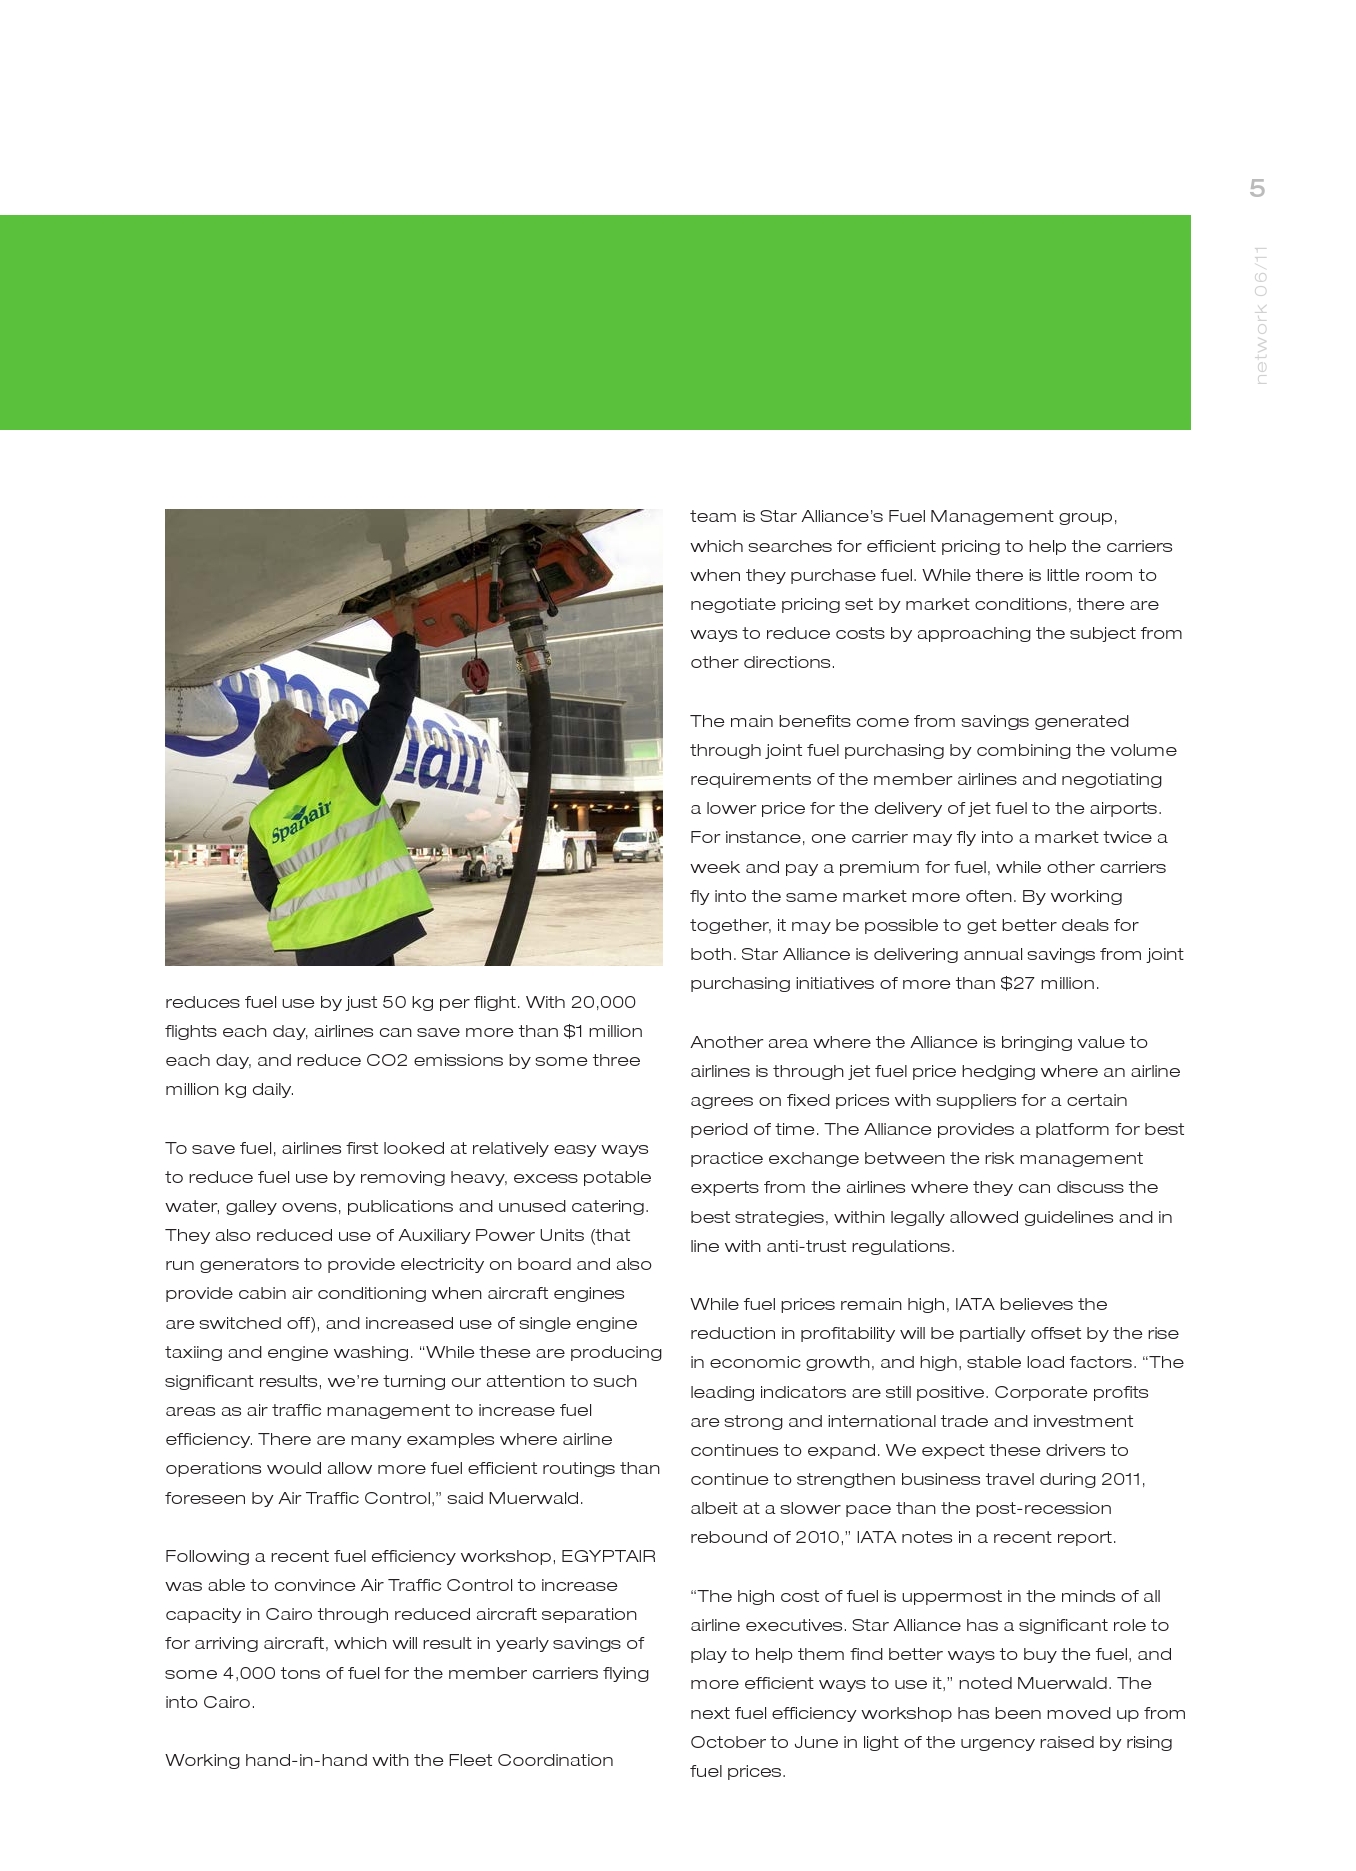 5
network 06/11
Spanair
Spanair
reduces fuel use by just 50 kg per flight. With 20,000
flights each day, airlines can save more than $1 million
each day, and reduce CO2 emissions by some three
million kg daily.
To save fuel, airlines first looked at relatively easy ways
to reduce fuel use by removing heavy, excess potable
water, galley ovens, publications and unused catering.
They also reduced use of Auxiliary Power Units (that
run generators to provide electricity on board and also
provide cabin air conditioning when aircraft engines
are switched off), and increased use of single engine
taxiing and engine washing. “While these are producing
significant results, we’re turning our attention to such
areas as air traffic management to increase fuel
efficiency. There are many examples where airline
operations would allow more fuel efficient routings than
foreseen by Air Traffic Control,” said Muerwald.
Following a recent fuel efficiency workshop, EGYPTAIR
was able to convince Air Traffic Control to increase
capacity in Cairo through reduced aircraft separation
for arriving aircraft, which will result in yearly savings of
some 4,000 tons of fuel for the member carriers flying
into Cairo.
Working hand-in-hand with the Fleet Coordination
team is Star Alliance’s Fuel Management group,
which searches for efficient pricing to help the carriers
when they purchase fuel. While there is little room to
negotiate pricing set by market conditions, there are
ways to reduce costs by approaching the subject from
other directions.
The main benefits come from savings generated
through joint fuel purchasing by combining the volume
requirements of the member airlines and negotiating
a lower price for the delivery of jet fuel to the airports.
For instance, one carrier may fly into a market twice a
week and pay a premium for fuel, while other carriers
fly into the same market more often. By working
together, it may be possible to get better deals for
both. Star Alliance is delivering annual savings from joint
purchasing initiatives of more than $27 million.
Another area where the Alliance is bringing value to
airlines is through jet fuel price hedging where an airline
agrees on fixed prices with suppliers for a certain
period of time. The Alliance provides a platform for best
practice exchange between the risk management
experts from the airlines where they can discuss the
best strategies, within legally allowed guidelines and in
line with anti-trust regulations.
While fuel prices remain high, IATA believes the
reduction in profitability will be partially offset by the rise
in economic growth, and high, stable load factors. “The
leading indicators are still positive. Corporate profits
are strong and international trade and investment
continues to expand. We expect these drivers to
continue to strengthen business travel during 2011,
albeit at a slower pace than the post-recession
rebound of 2010,” IATA notes in a recent report.
“The high cost of fuel is uppermost in the minds of all
airline executives. Star Alliance has a significant role to
play to help them find better ways to buy the fuel, and
more efficient ways to use it,” noted Muerwald. The
next fuel efficiency workshop has been moved up from
October to June in light of the urgency raised by rising
fuel prices.